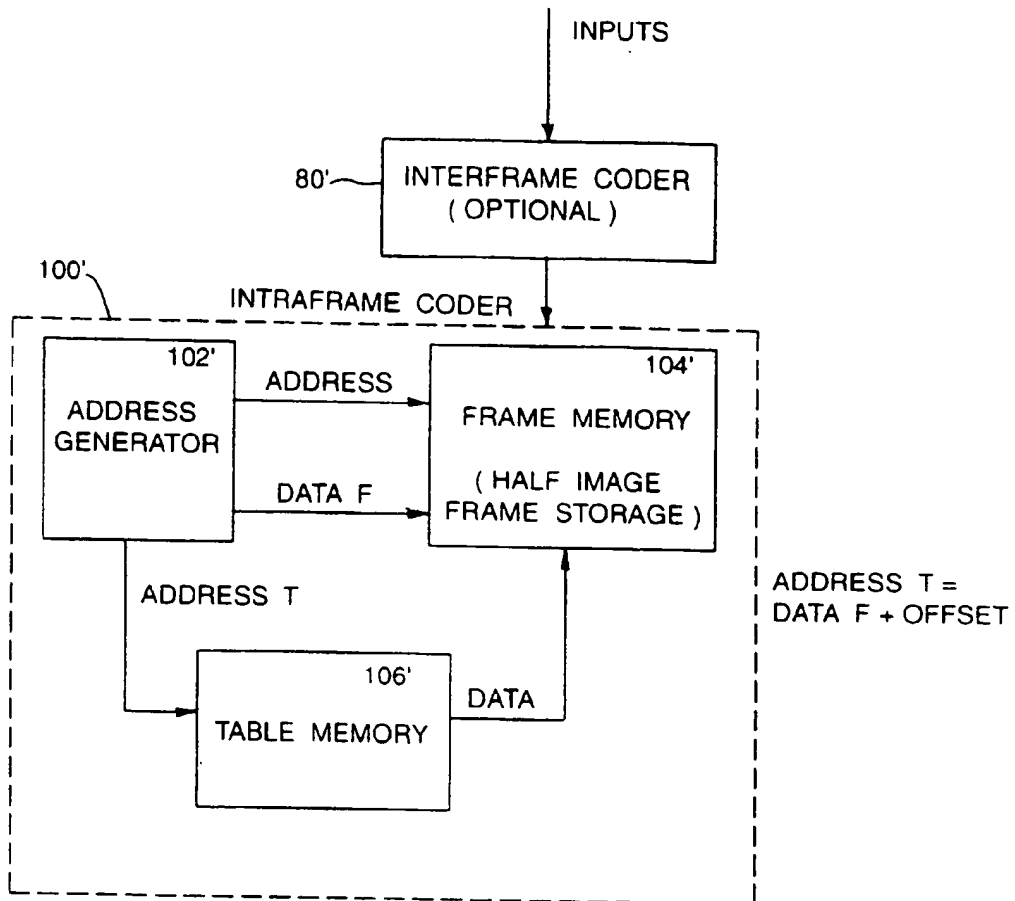 INPUTS
80'
INTERFRAME CODER
( OPTIONAL )
100'
INTRAFRAME CODER
102'
ADDRESS
GENERATOR
ADDRESS
DATA F
104'
FRAME MEMORY
( HALF IMAGE
FRAME STORAGE )
ADDRESS T
ADDRESS T =
DATA F + OFFSET
106'
TABLE MEMORY
DATA